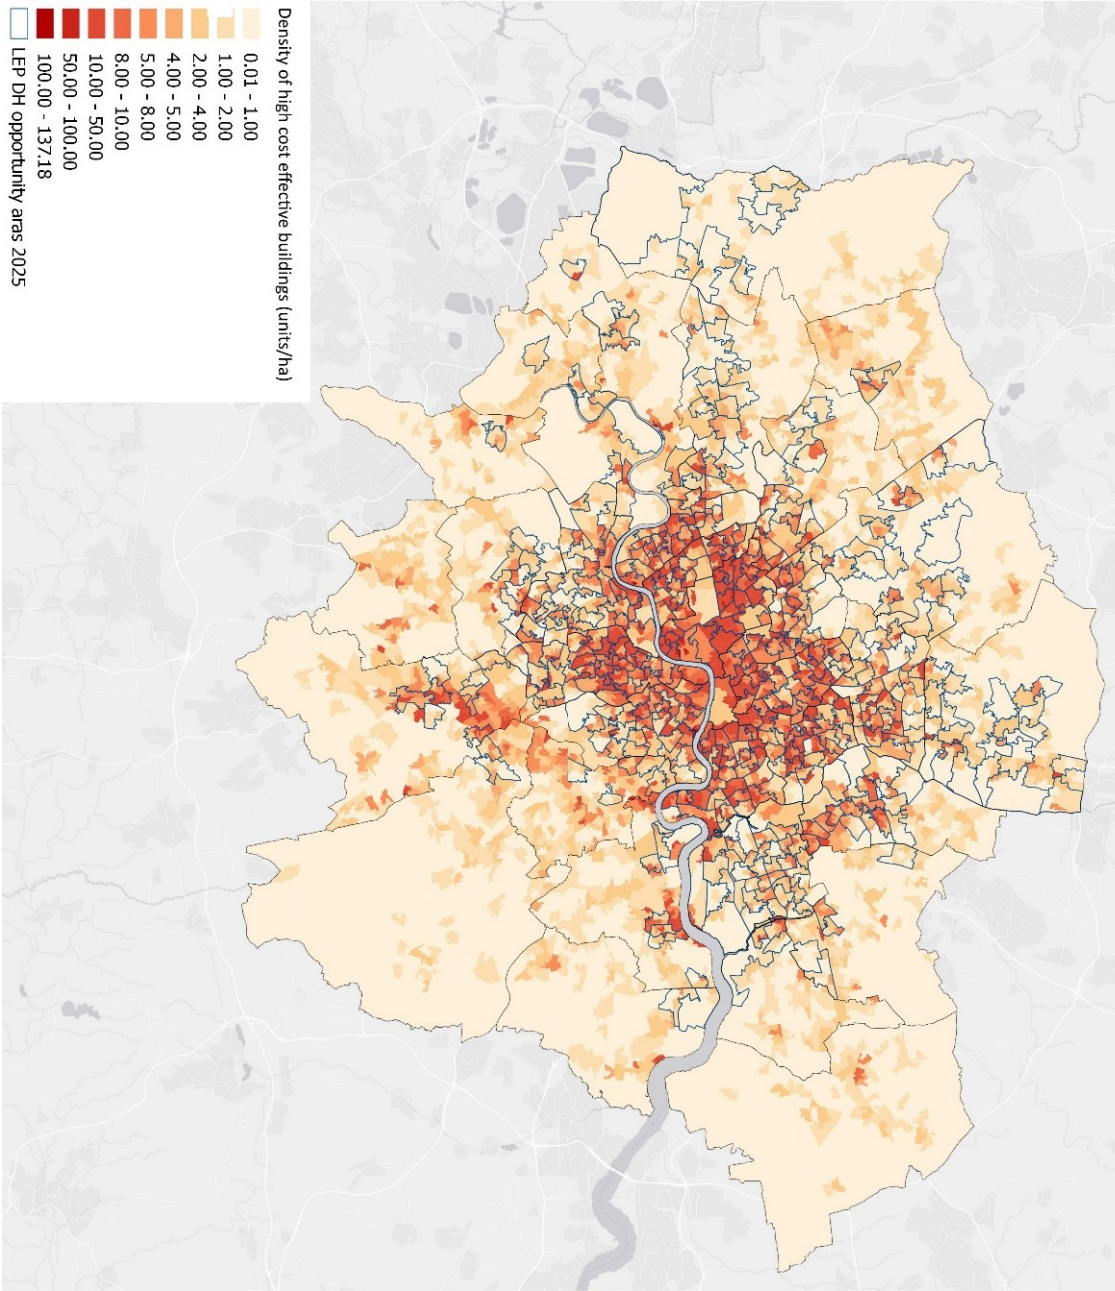 Density of high cost effective buildings (units/ha)
0.01 - 1.00
1.00 - 2.00
2.00 - 4.00
4.00 - 5.00
5.00 - 8.00
8.00 - 10.00
10.00 - 50.00
50.00 - 100.00
100.00 - 137.18
LEP DH opportunity aras 2025